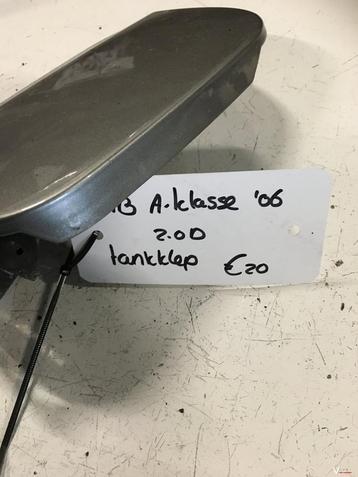 MB A-klasse '06
2.0D
tankklep €20